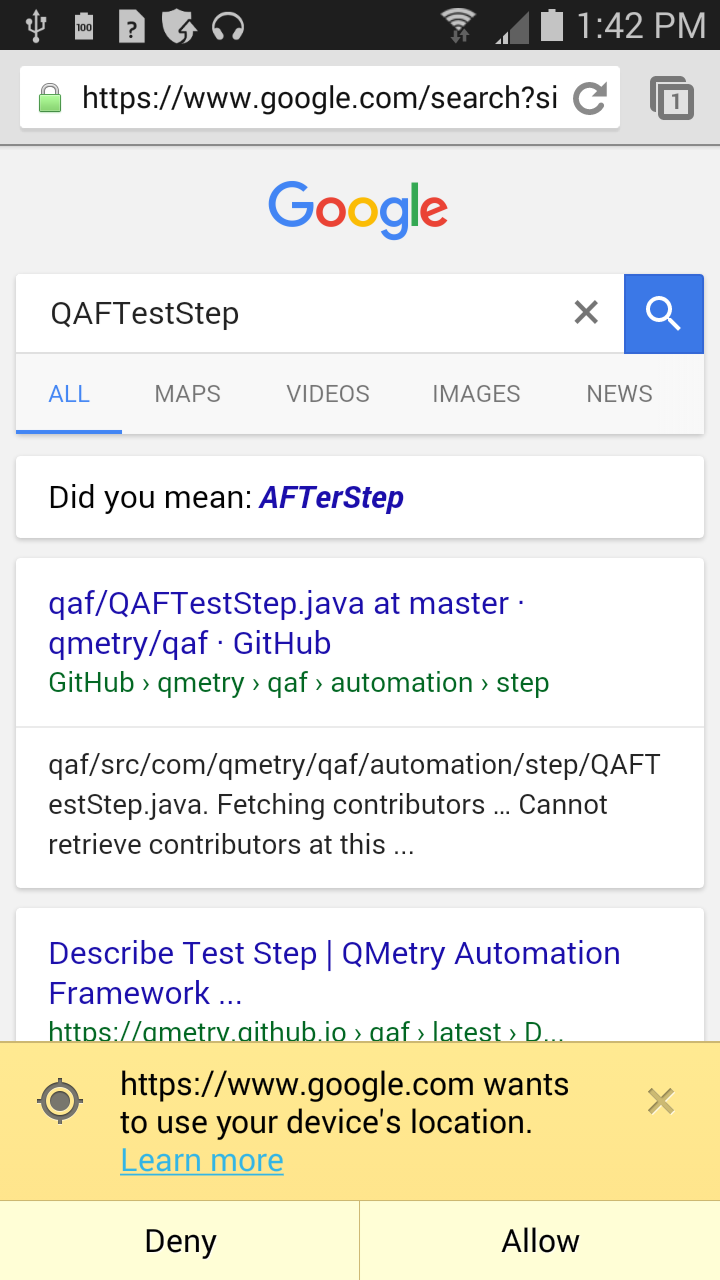 100
?
1:42 PM
https://www.google.com/search?si
1
Google
QAFTestStep
ALL MAPS VIDEOS IMAGES NEWS
Did you mean: AFTerStep
qaf/QAFTestStep.java at master ·
qmetry/qaf · GitHub
GitHub › qmetry › qaf › automation › step
qaf/src/com/qmetry/qaf/automation/step/QAFT
estStep.java. Fetching contributors … Cannot
retrieve contributors at this ...
Describe Test Step | QMetry Automation
Framework ...
https://qmetry.github.io › qaf › latest › D...
https://www.google.com wants
to use your device's location.
Learn more
Deny Allow